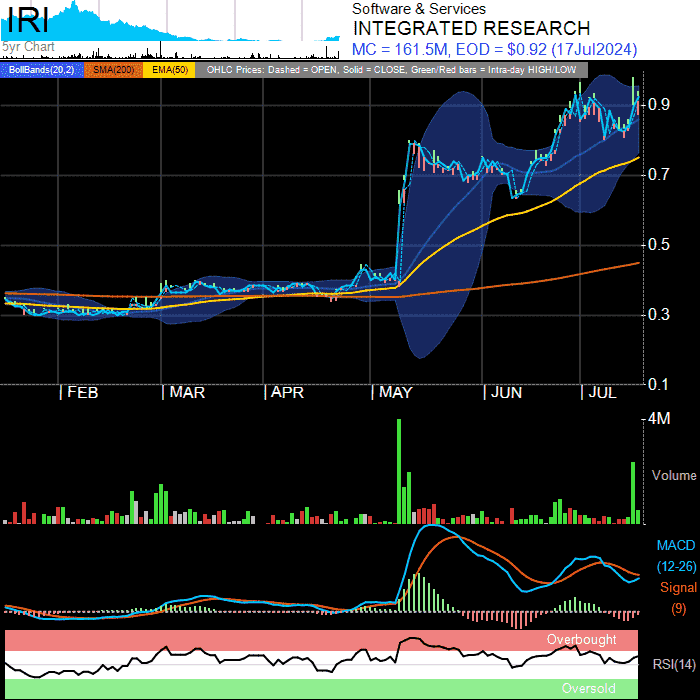 IRI
5yr Chart
Software & Services
INTEGRATED RESEARCH
MC = 161.5M, EOD = $0.92 (17Jul2024)
BollBands(20,2) SMA(200) EMA(50) OHLC Prices: Dashed = OPEN, Solid = CLOSE, Green/Red bars = Intra-day HIGH/LOW
0.9
0.7
0.5
0.3
0.1
FEB MAR APR MAY JUN JUL
4M
Volume
MACD
(12-26)
Signal
(9)
Overbought
RSI(14)
Oversold